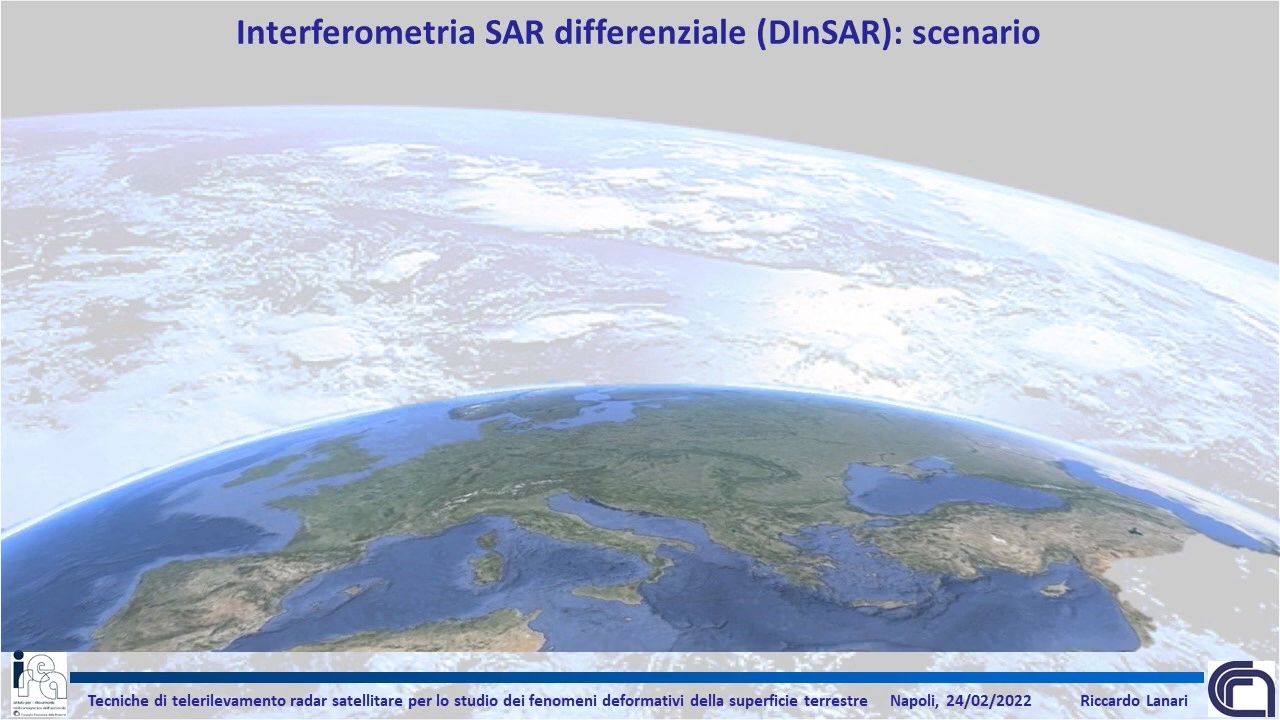 Interferometria SAR differenziale (DInSAR): scenario
irea
Tecniche di telerilevamento radar satellitare per lo studio dei fenomeni deformativi della superficie terrestre Napoli, 24/02/2022 Riccardo Lanari